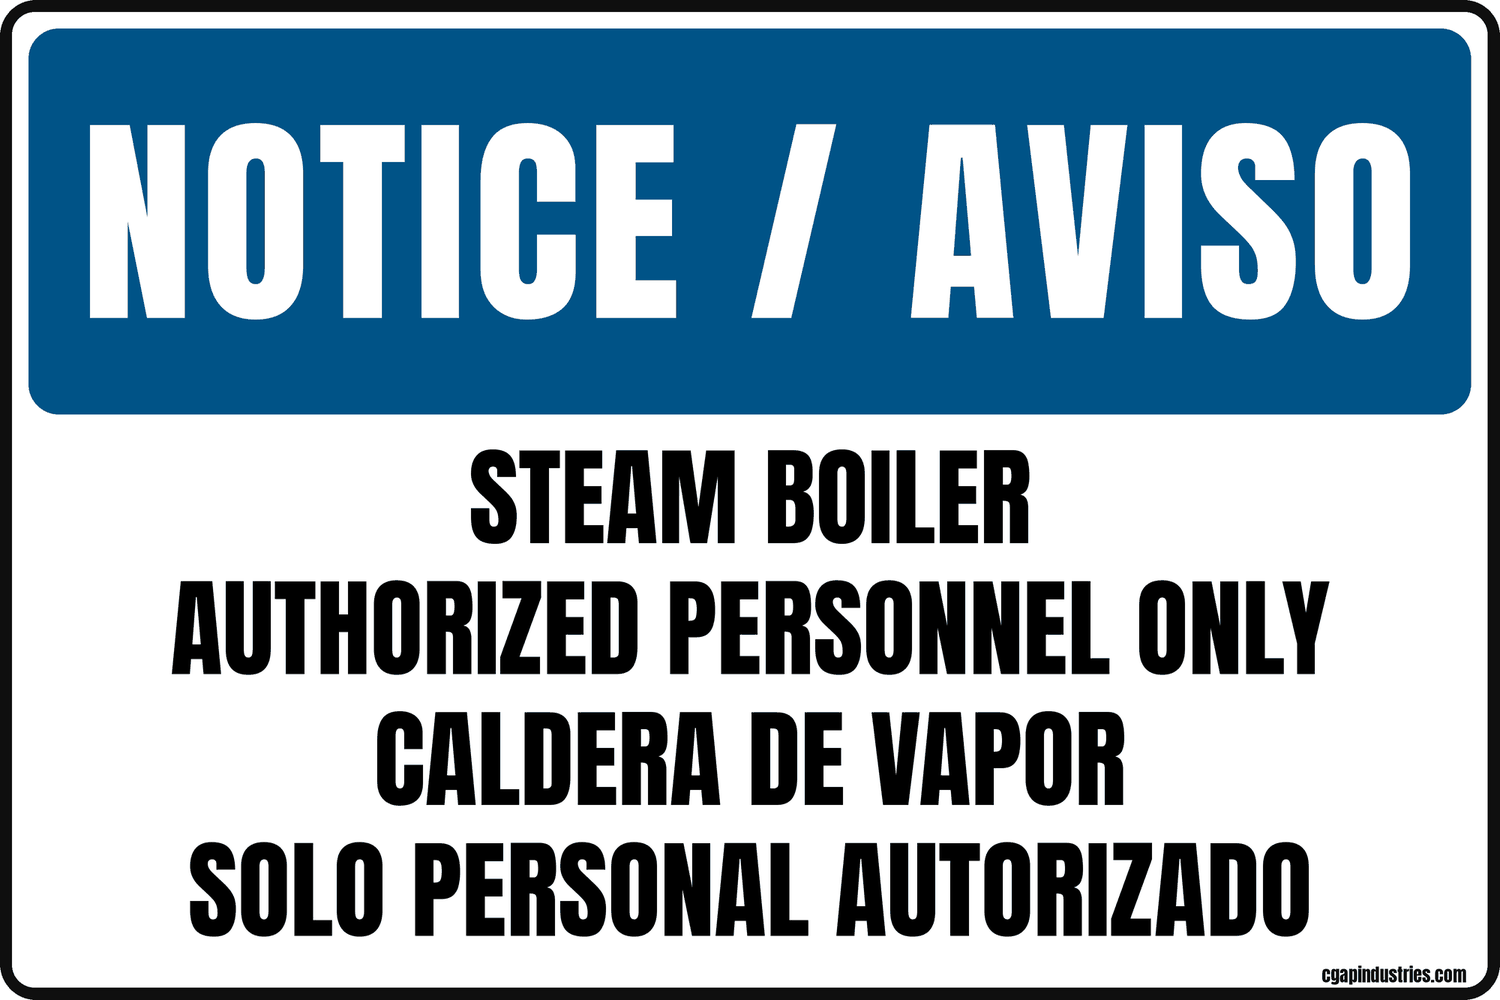 NOTICE / AVISO
STEAM BOILER
AUTHORIZED PERSONNEL ONLY
CALDERA DE VAPOR
SOLO PERSONAL AUTORIZADO
cgapindustries.com